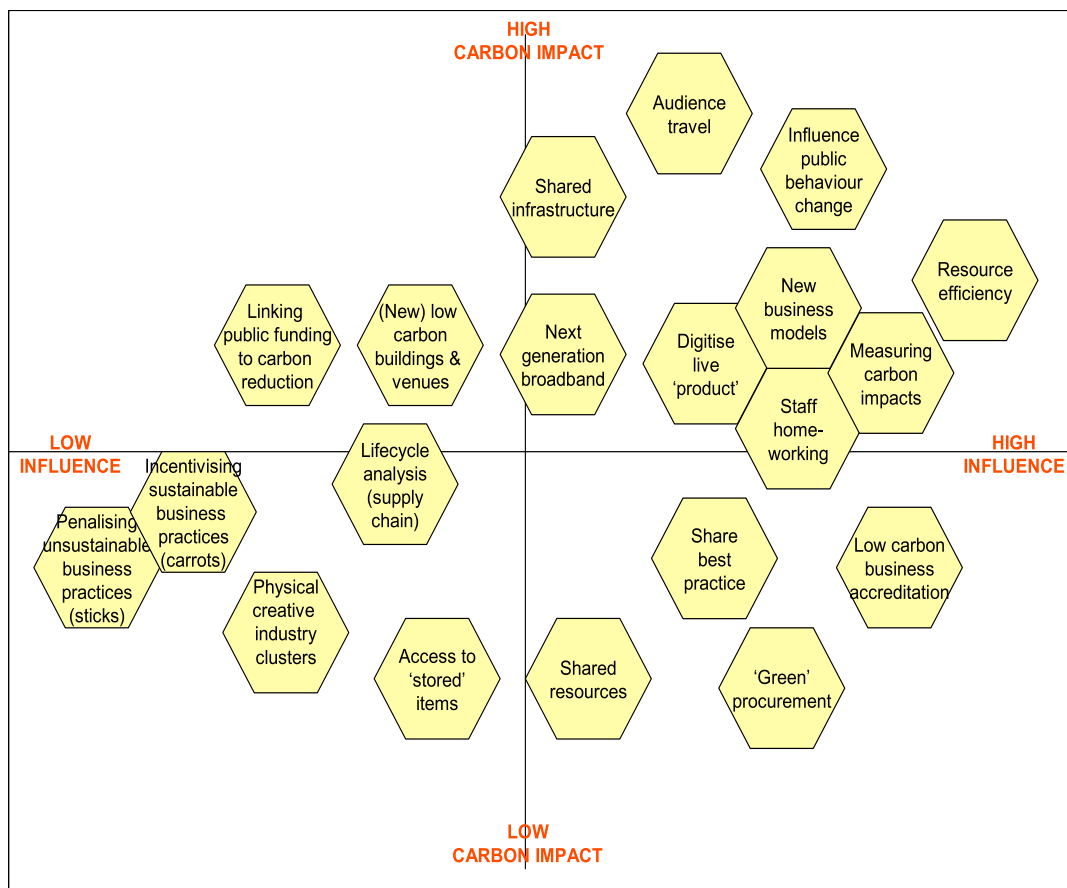 HIGH
CARBON IMPACT
Audience
travel
Influence
public
behaviour
change
Shared
infrastructure
Resource
efficiency
New
business
models
Linking
public funding
to carbon
reduction
(New) low
carbon
buildings &
venues
Next
generation
broadband
Digitise
live
‘product’
Measuring
carbon
impacts
Staff
home-
working
LOW
INFLUENCE
HIGH
INFLUENCE
Lifecycle
analysis
(supply
chain)
Incentivising
sustainable
business
practices
(carrots)
Penalising
unsustainable
business
practices
(sticks)
Share
best
practice
Low carbon
business
accreditation
Physical
creative
industry
clusters
Access to
‘stored’
items
Shared
resources
‘Green’
procurement
LOW
CARBON IMPACT